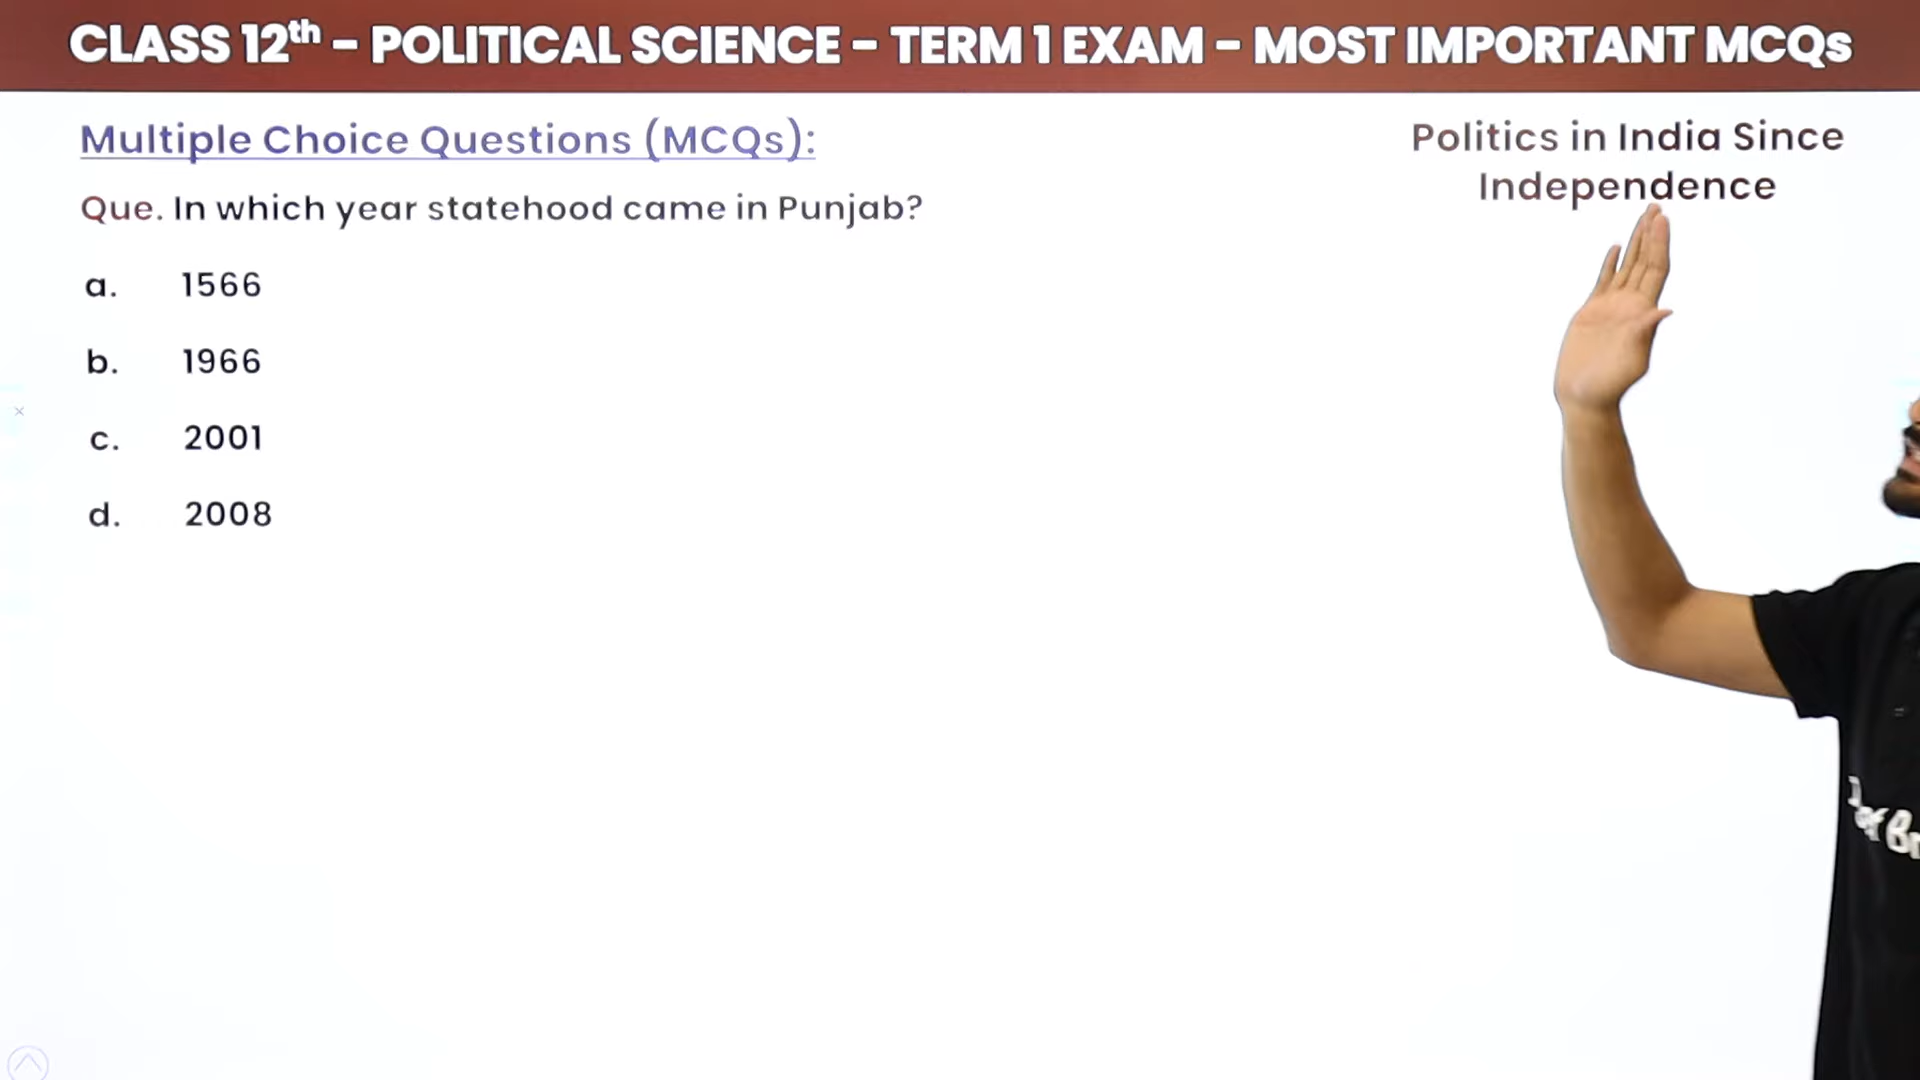 CLASS 12th - POLITICAL SCIENCE - TERM 1 EXAM - MOST IMPORTANT MCQs
Multiple Choice Questions (MCQs):
Politics in India Since
Independence
Que. In which year statehood came in Punjab?
a. 1566
b. 1966
c. 2001
d. 2008